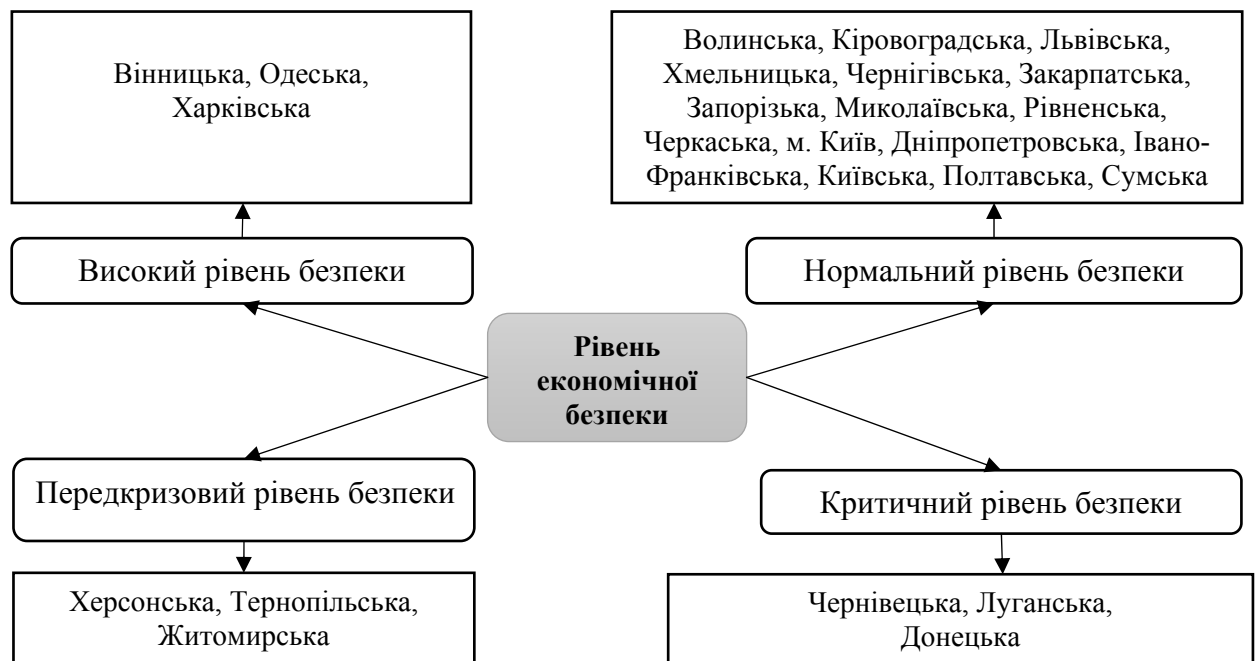 Вінницька, Одеська,
Харківська
Волинська, Кіровоградська, Львівська,
Хмельницька, Чернігівська, Закарпатська,
Запорізька, Миколаївська, Рівненська,
Черкаська, м. Київ, Дніпропетровська, Івано-
Франківська, Київська, Полтавська, Сумська
Високий рівень безпеки
Нормальний рівень безпеки
Рівень
економічної
безпеки
Передкризовий рівень безпеки
Критичний рівень безпеки
Херсонська, Тернопільська,
Житомирська
Чернівецька, Луганська,
Донецька